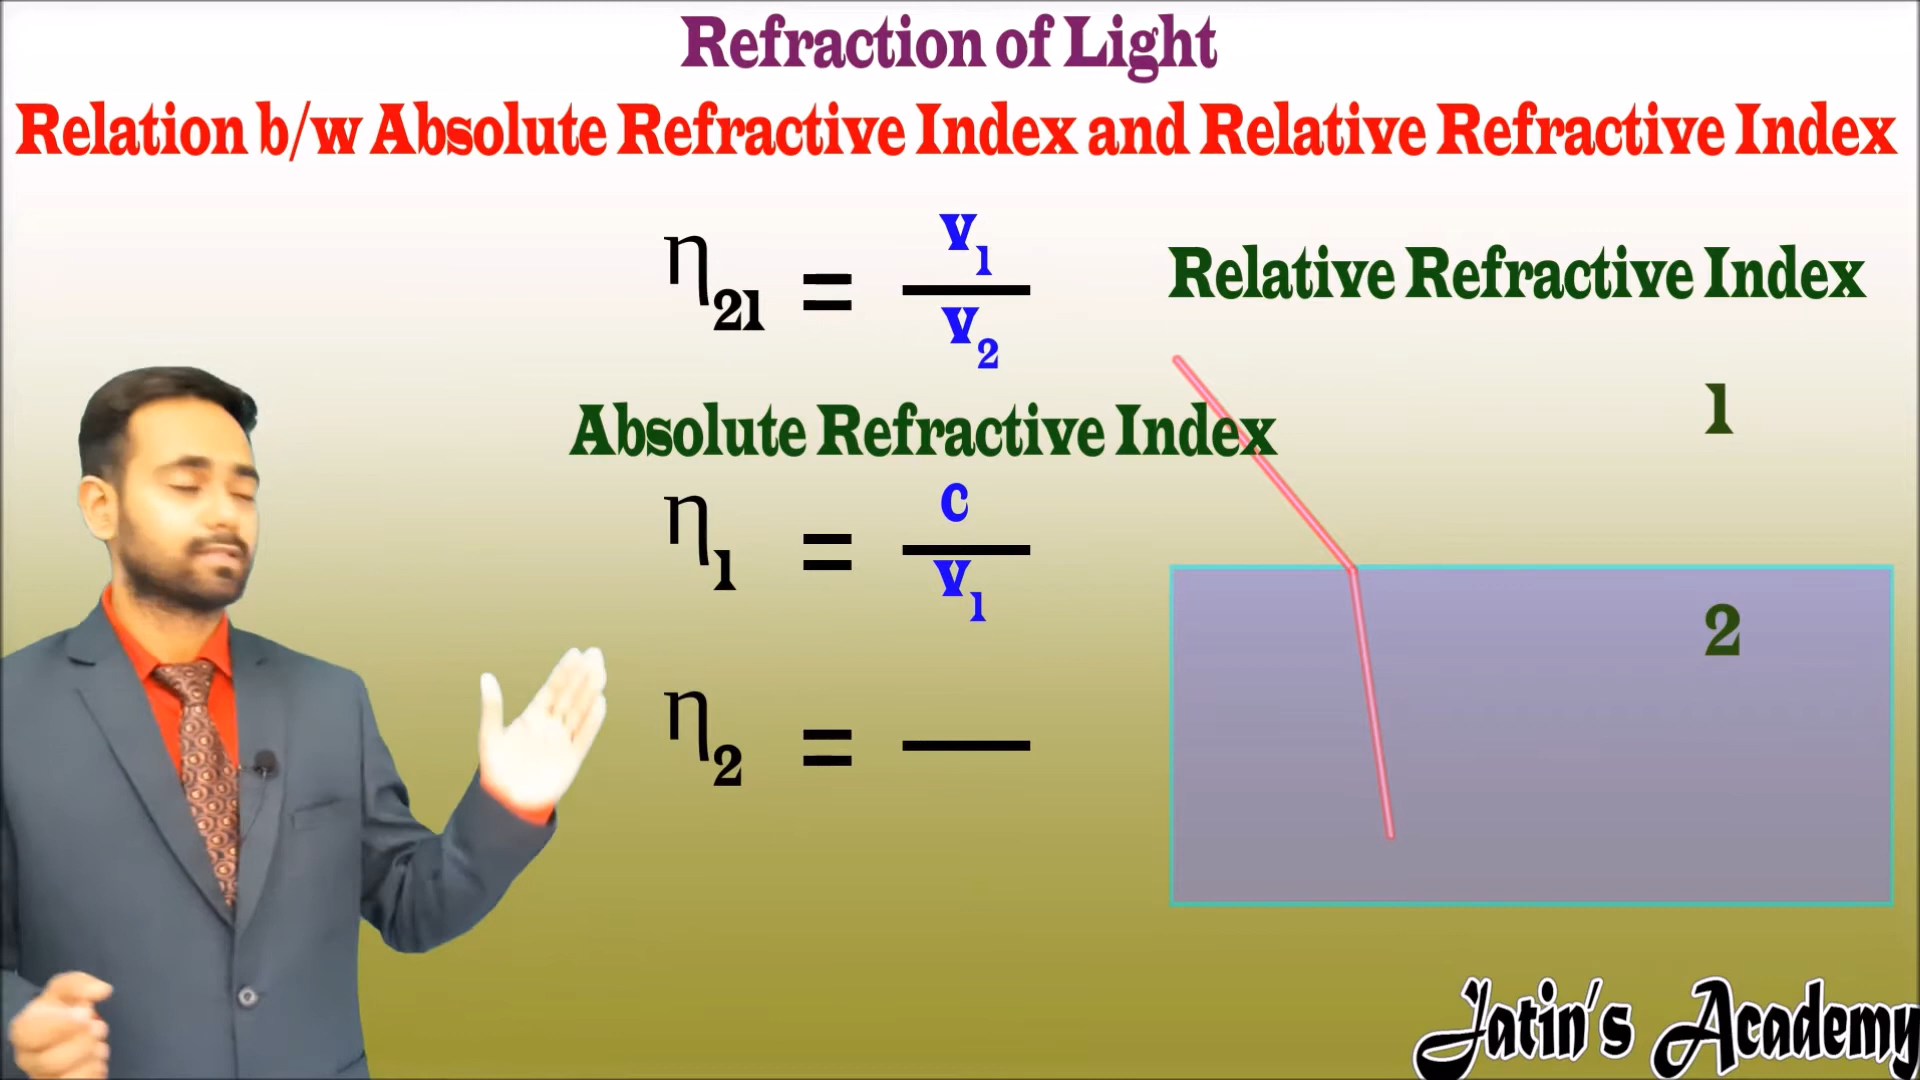 Refraction of Light
Relation b/w Absolute Refractive Index and Relative Refractive Index
η21 = v1/v2
Relative Refractive Index
1
Absolute Refractive Index
η1 = c/v1
2
η2 =
Jatin's Academy